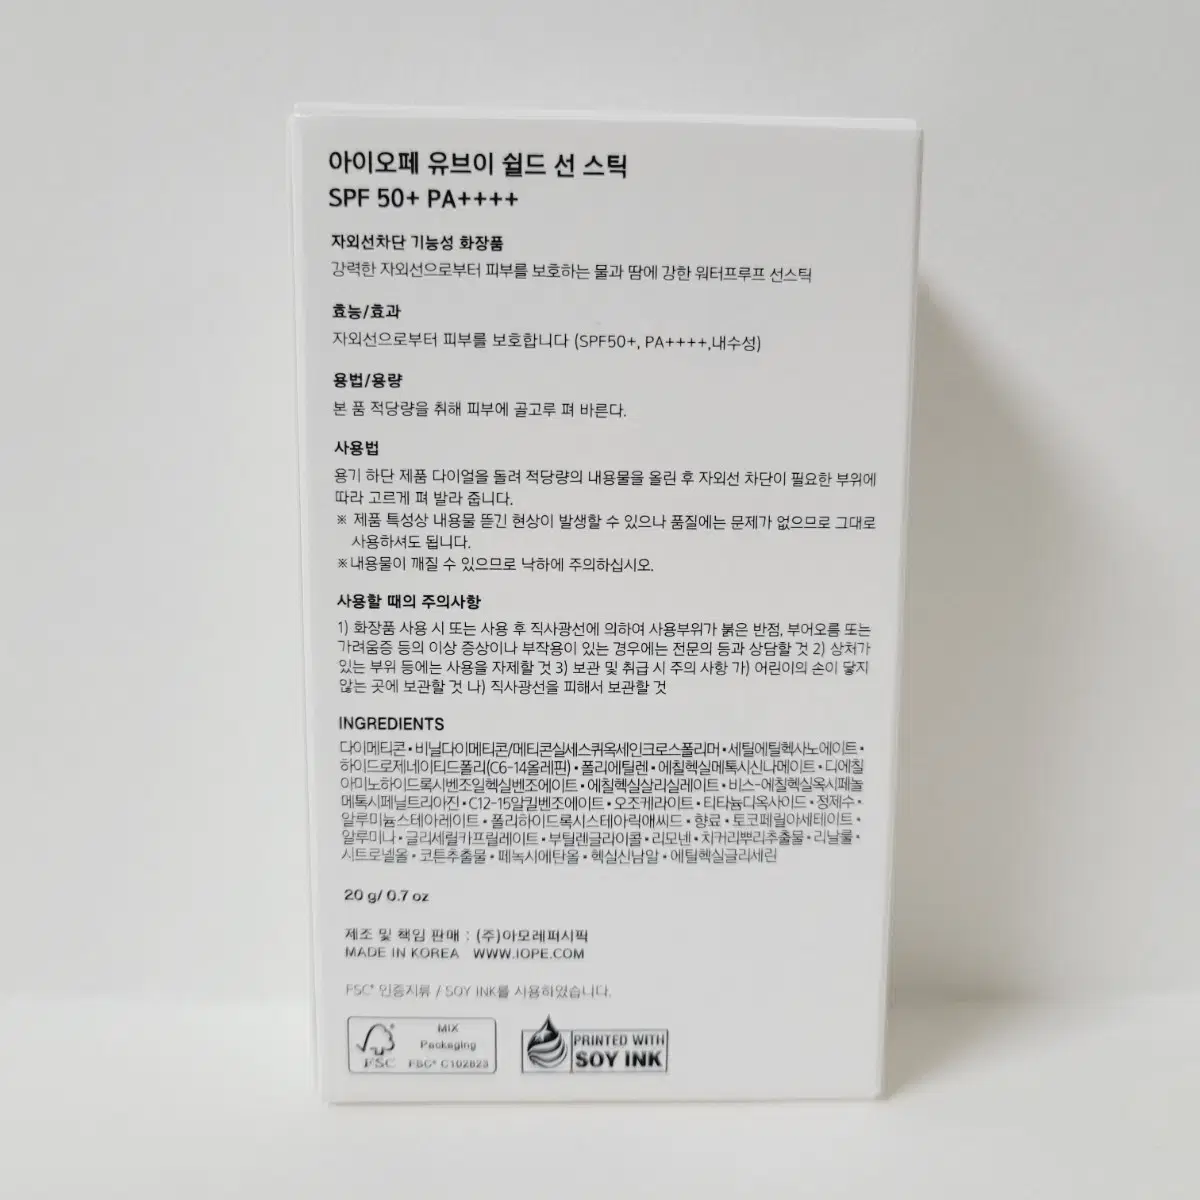 아이오페 유브이 쉴드 선 스틱
SPF 50+ PA++++
자외선차단 기능성 화장품
강력한 자외선으로부터 피부를 보호하는 물과 땀에 강한 워터프루프 선스틱
효능/효과
자외선으로부터 피부를 보호합니다 (SPF50+, PA++++,내수성)
용법/용량
본 품 적당량을 취해 피부에 골고루 펴 바른다.
사용법
용기 하단 제품 다이얼을 돌려 적당량의 내용물을 올린 후 자외선 차단이 필요한 부위에
따라 고르게 펴 발라 줍니다.
※ 제품 특성상 내용물 뜯긴 현상이 발생할 수 있으나 품질에는 문제가 없으므로 그대로
사용하셔도 됩니다.
※내용물이 깨질 수 있으므로 낙하에 주의하십시오.
사용할 때의 주의사항
1) 화장품 사용 시 또는 사용 후 직사광선에 의하여 사용부위가 붉은 반점, 부어오름 또는
가려움증 등의 이상 증상이나 부작용이 있는 경우에는 전문의 등과 상담할 것 2) 상처가
있는 부위 등에는 사용을 자제할 것 3) 보관 및 취급 시 주의 사항 가) 어린이의 손이 닿지
않는 곳에 보관할 것 나) 직사광선을 피해서 보관할 것
INGREDIENTS
다이메티콘•비닐다이메티콘/메티콘실세스퀴옥세인크로스폴리머•세틸에틸헥사노에이트•
하이드로제네이티드폴리(C6-14올레핀)•폴리에틸렌•에칠헥실메톡시신나메이트•디에칠
아미노하이드록시벤조일헥실벤조에이트•에칠헥실살리실레이트•비스-에칠헥실옥시페놀
메톡시페닐트리아진•C12-15알킬벤조에이트•오조케라이트•티타늄디옥사이드•정제수•
알루미늄스테아레이트•폴리하이드록시스테아릭애씨드•향료•토코페릴아세테이트•
알루미나•글리세릴카프릴레이트•부틸렌글라이콜•리모넨•치커리뿌리추출물•리날룰•
시트로넬올•코튼추출물•페녹시에탄올•헥실신남알•에틸헥실글리세린
20 g/ 0.7 oz
제조 및 책임 판매 : (주)아모레퍼시픽
MADE IN KOREA WWW.IOPE.COM
FSC® 인증지류 / SOY INK를 사용하였습니다.
MIX
Packaging
FSC FSC® C102823
PRINTED WITH
SOY INK